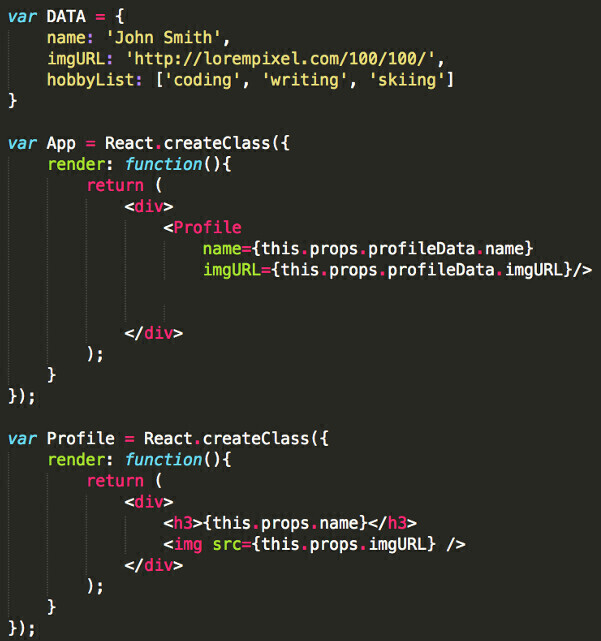 var DATA = {
    name: 'John Smith',
    imgURL: 'http://lorempixel.com/100/100/',
    hobbyList: ['coding', 'writing', 'skiing']
}

var App = React.createClass({
    render: function(){
        return (
            <div>
                <Profile
                    name={this.props.profileData.name}
                    imgURL={this.props.profileData.imgURL}/>


            </div>
        );
    }
});

var Profile = React.createClass({
    render: function(){
        return (
            <div>
                <h3>{this.props.name}</h3>
                <img src={this.props.imgURL} />
            </div>
        );
    }
});